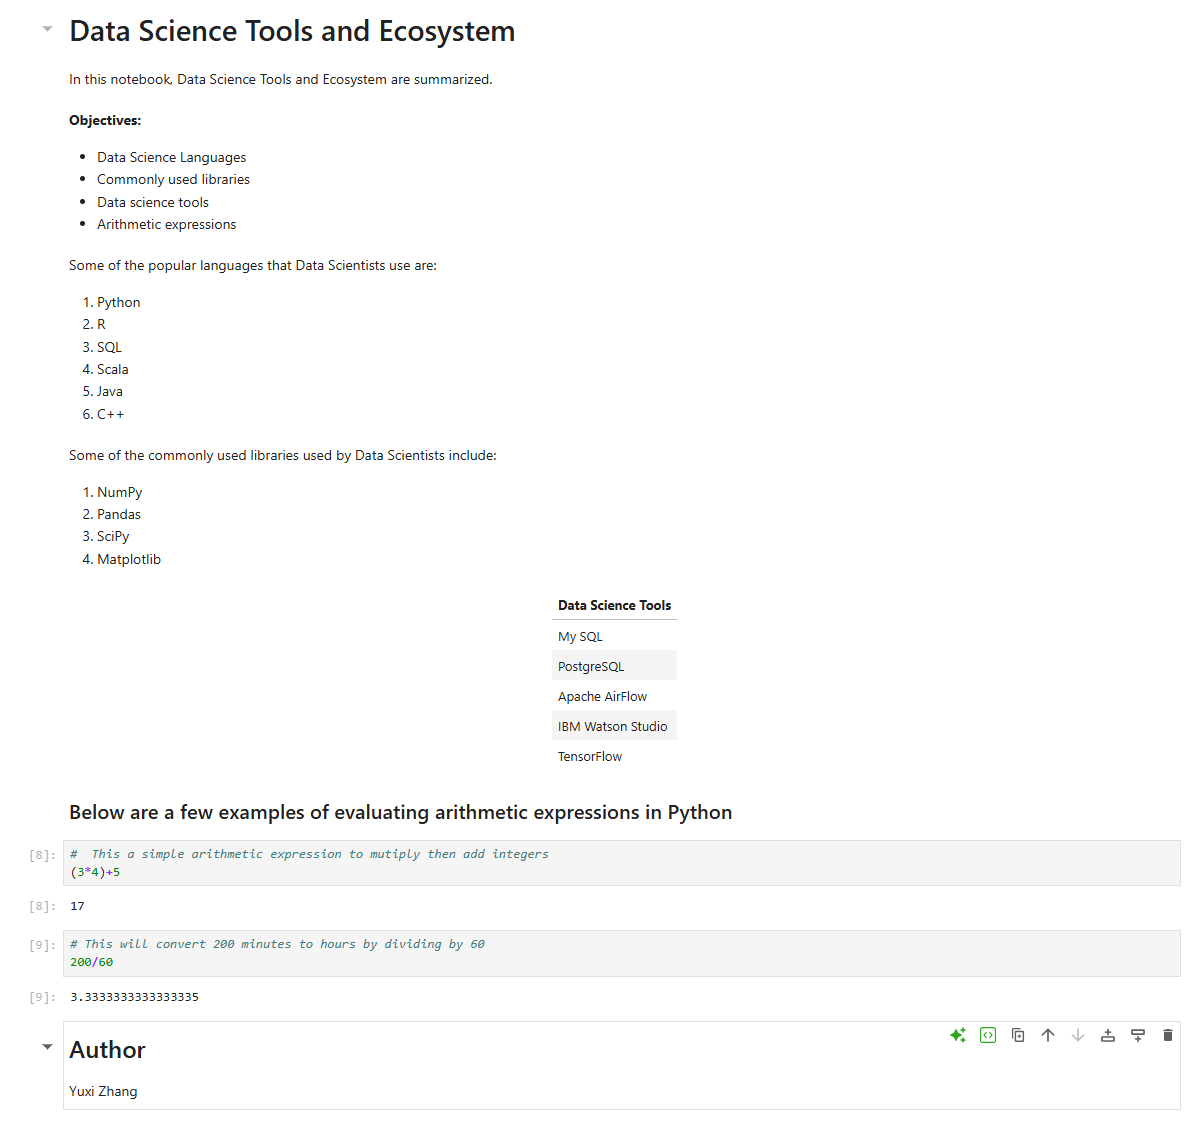 Data Science Tools and Ecosystem
In this notebook, Data Science Tools and Ecosystem are summarized.
Objectives:
• Data Science Languages
• Commonly used libraries
• Data science tools
• Arithmetic expressions
Some of the popular languages that Data Scientists use are:
1. Python
2. R
3. SQL
4. Scala
5. Java
6. C++
Some of the commonly used libraries used by Data Scientists include:
1. NumPy
2. Pandas
3. SciPy
4. Matplotlib
Data Science Tools
My SQL
PostgreSQL
Apache AirFlow
IBM Watson Studio
TensorFlow
Below are a few examples of evaluating arithmetic expressions in Python
[8]: #  This a simple arithmetic expression to mutiply then add integers
(3*4)+5
[8]: 17
[9]: # This will convert 200 minutes to hours by dividing by 60
200/60
[9]: 3.3333333333333335
Author
Yuxi Zhang